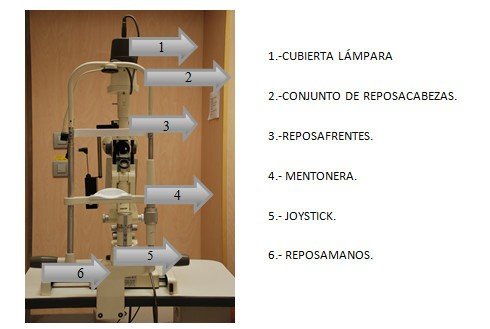 1
2
3
4
5
6
1.-CUBIERTA LÁMPARA
2.-CONJUNTO DE REPOSACABEZAS.
3.-REPOSAFRENTES.
4.- MENTONERA.
5.- JOYSTICK.
6.- REPOSAMANOS.